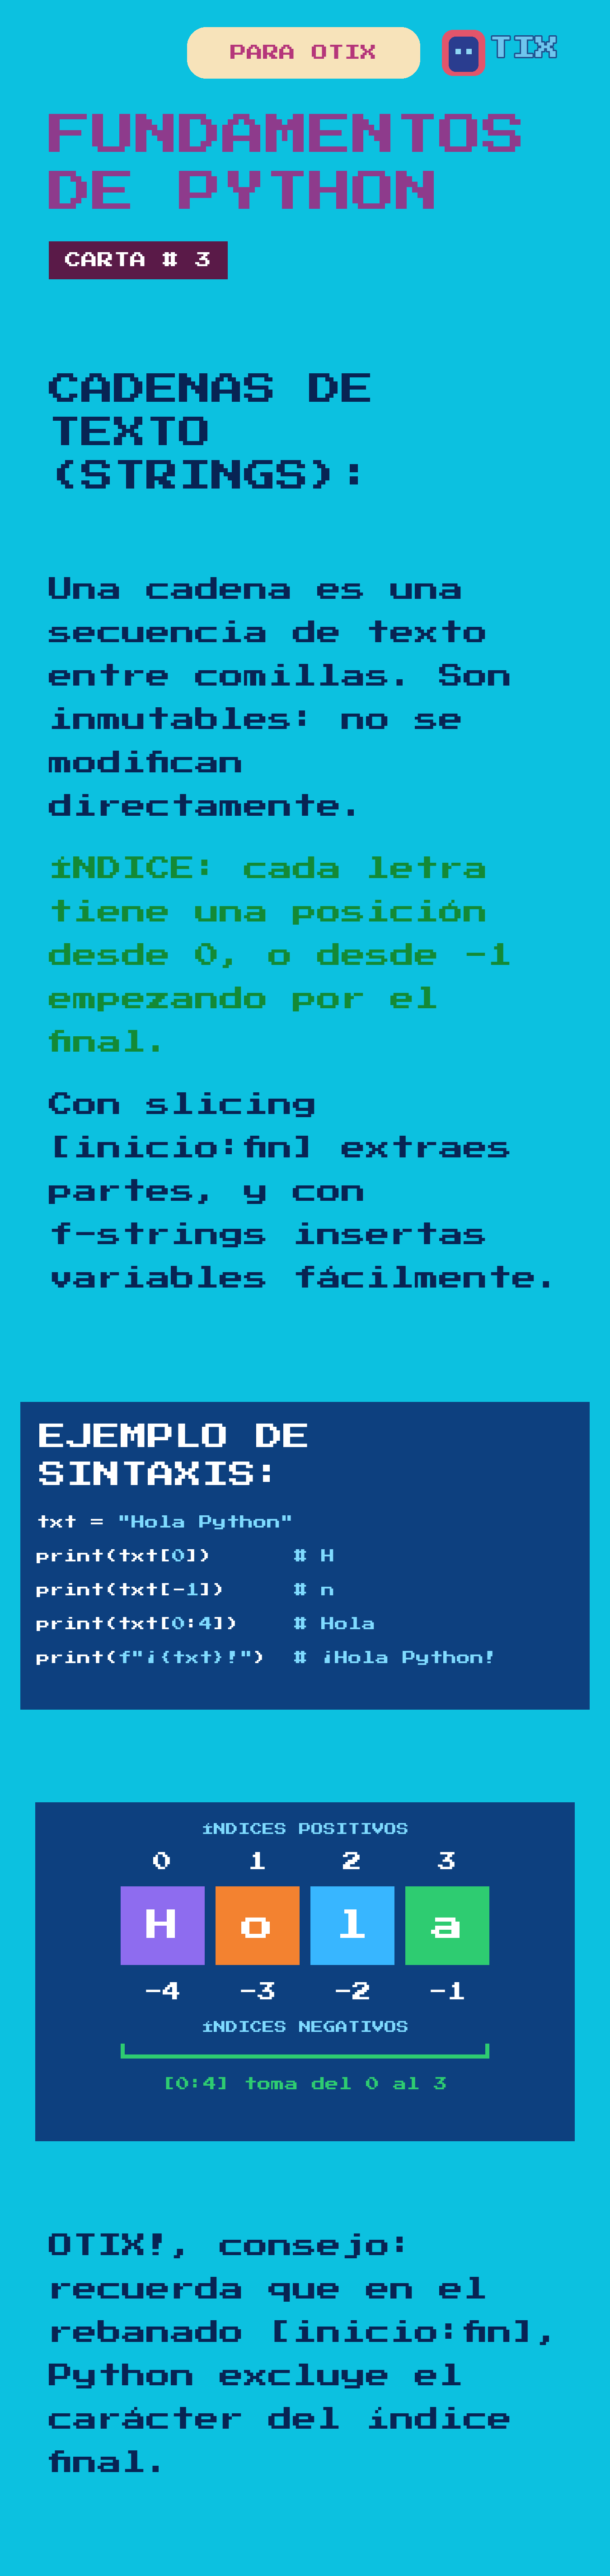 PARA OTIX
TIX
FUNDAMENTOS
DE PYTHON
CARTA # 3
CADENAS DE
TEXTO
(STRINGS):
Una cadena es una
secuencia de texto
entre comillas. Son
inmutables: no se
modifican
directamente.
íNDICE: cada letra
tiene una posición
desde 0, o desde -1
empezando por el
final.
Con slicing
[inicio:fin] extraes
partes, y con
f-strings insertas
variables fácilmente.
EJEMPLO DE
SINTAXIS:
txt = "Hola Python"
print(txt[0]) # H
print(txt[-1]) # n
print(txt[0:4]) # Hola
print(f"¡{txt}!") # ¡Hola Python!
íNDICES POSITIVOS
0 1 2 3
H o l a
-4 -3 -2 -1
íNDICES NEGATIVOS
[0:4] toma del 0 al 3
OTIX!, consejo:
recuerda que en el
rebanado [inicio:fin],
Python excluye el
carácter del índice
final.